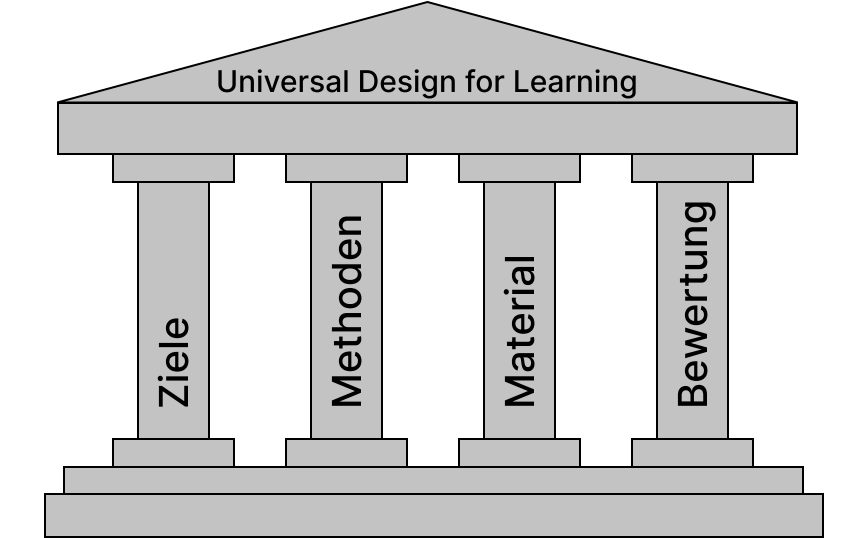 Universal Design for Learning
Ziele
Methoden
Material
Bewertung